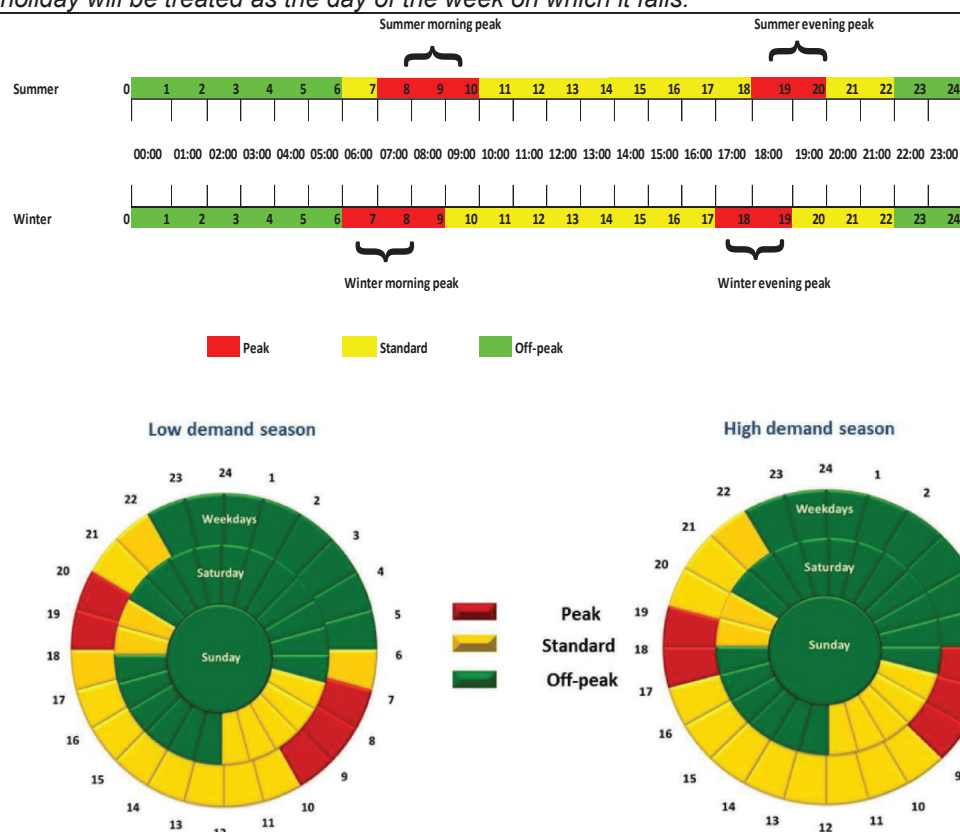 holiday will be treated as the day of the week on which it falls.
Summer morning peak Summer evening peak
Summer 0 1 2 3 4 5 6 7 8 9 10 11 12 13 14 15 16 17 18 19 20 21 22 23 24
00:00 01:00 02:00 03:00 04:00 05:00 06:00 07:00 08:00 09:00 10:00 11:00 12:00 13:00 14:00 15:00 16:00 17:00 18:00 19:00 20:00 21:00 22:00 23:00
Winter 0 1 2 3 4 5 6 7 8 9 10 11 12 13 14 15 16 17 18 19 20 21 22 23 24
Winter morning peak Winter evening peak
Peak Standard Off-peak
Low demand season
24
23 1
22 2
21 3
20 4
19 5
18 6
17 7
16 8
15 9
14 10
13 11
Weekdays
Saturday
Sunday
Peak
Standard
Off-peak
High demand season
24
23 1
22 2
21
20
19
18
17
16
15 9
14 10
13 11
12
Weekdays
Saturday
Sunday